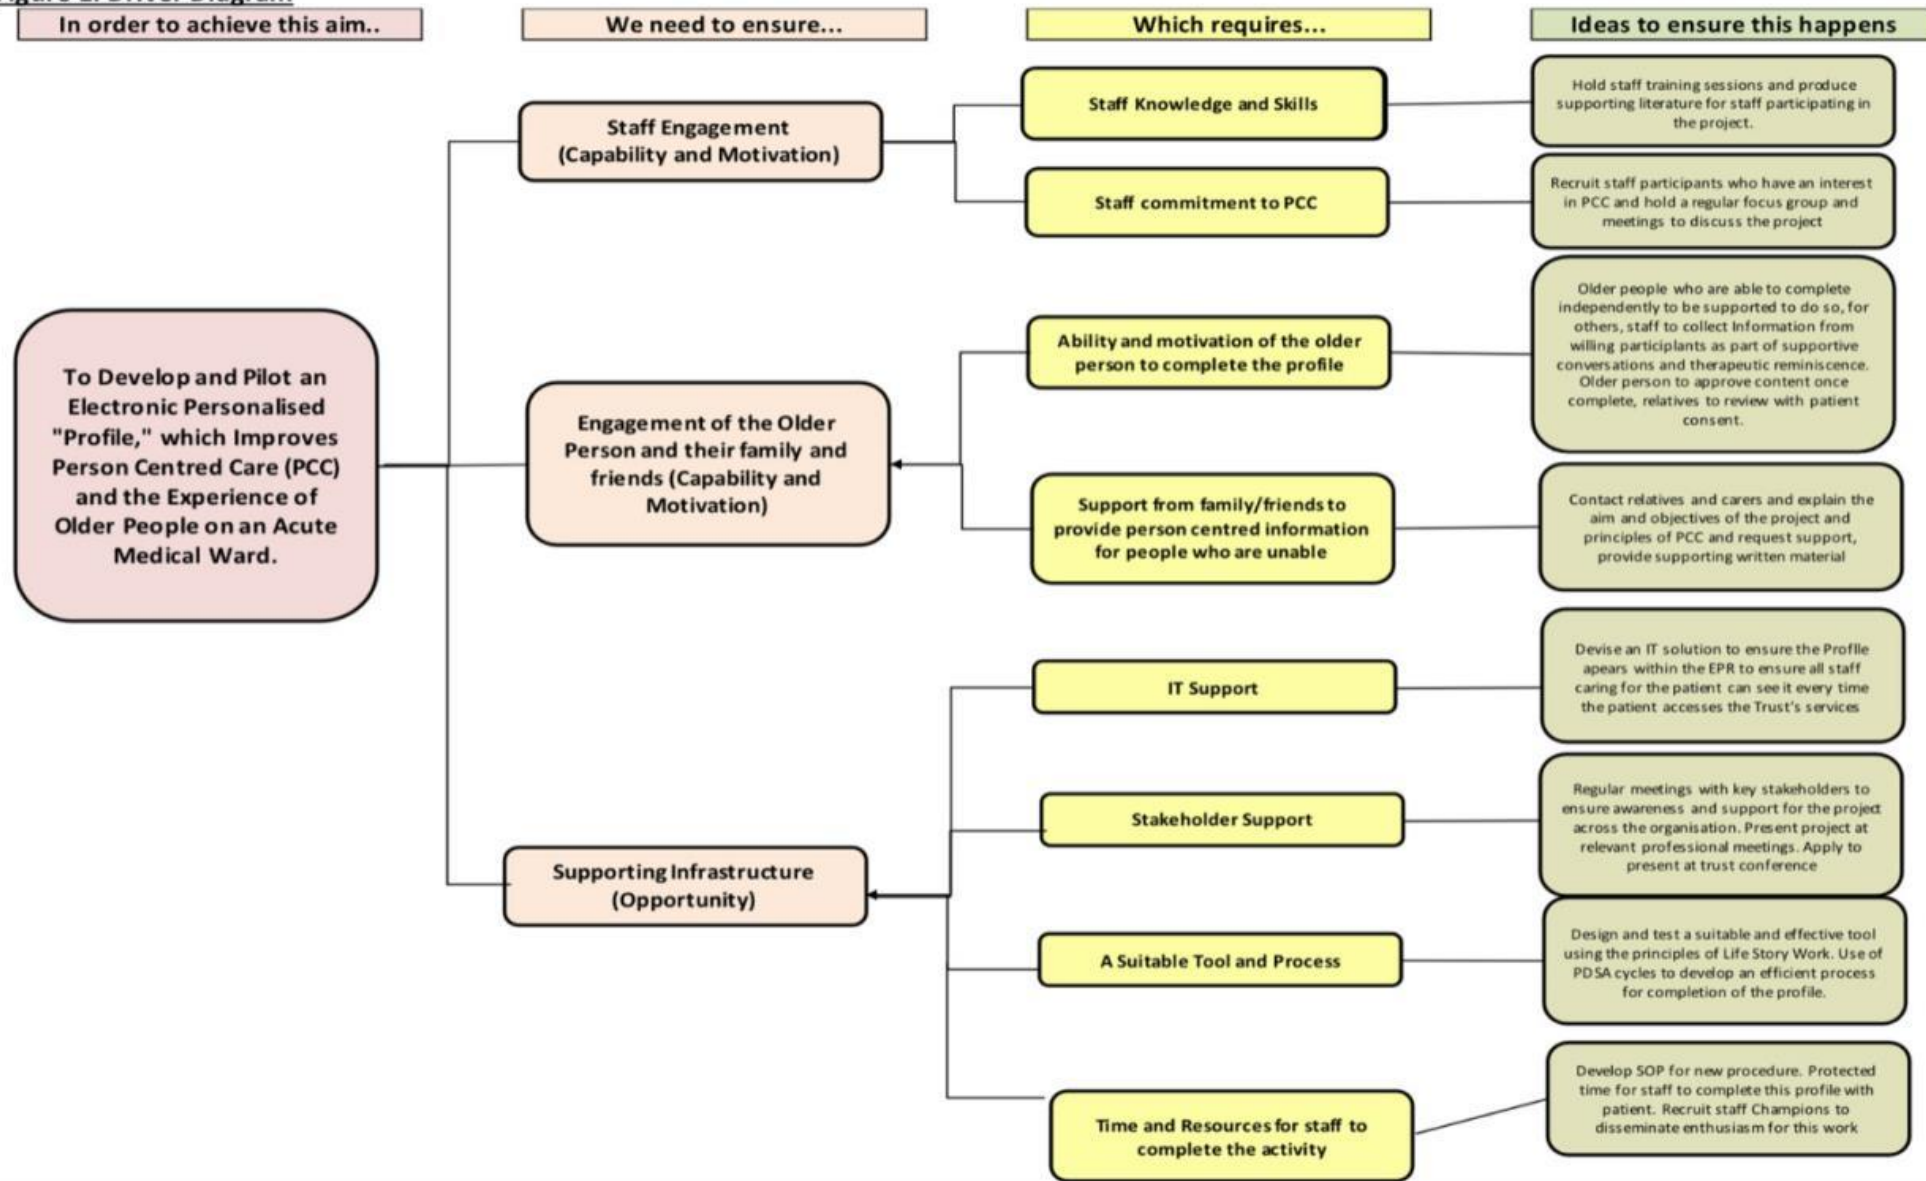 Figure Driver Diagram
In order to achieve this aim..
We need to ensure...
Which requires...
Ideas to ensure this happens
To Develop and Pilot an
Electronic Personalised
"Profile," which Improves
Person Centred Care (PCC)
and the Experience of
Older People on an Acute
Medical Ward.
Staff Engagement
(Capability and Motivation)
Staff Knowledge and Skills
Hold staff training sessions and produce
supporting literature for staff participating in
the project.
Staff commitment to PCC
Recruit staff participants who have an interest
in PCC and hold a regular focus group and
meetings to discuss the project
Engagement of the Older
Person and their family and
friends (Capability and
Motivation)
Ability and motivation of the older
person to complete the profile
Older people who are able to complete
independently to be supported to do so, for
others, staff to collect Information from
willing participlants as part of supportive
conversations and therapeutic reminiscence.
Older person to approve content once
complete, relatives to review with patient
consent.
Support from family/friends to
provide person centred information
for people who are unable
Contact relatives and carers and explain the
aim and objectives of the project and
principles of PCC and request support,
provide supporting written material
Supporting Infrastructure
(Opportunity)
IT Support
Devise an IT solution to ensure the Profile
apears within the EPR to ensure all staff
caring for the patient can see it every time
the patient accesses the Trust's services
Stakeholder Support
Regular meetings with key stakeholders to
ensure awareness and support for the project
across the organisation. Present project at
relevant professional meetings. Apply to
present at trust conference
A Suitable Tool and Process
Design and test a suitable and effective tool
using the principles of Life Story Work. Use of
PDSA cycles to develop an efficient process
for completion of the profile.
Time and Resources for staff to
complete the activity
Develop SOP for new procedure. Protected
time for staff to complete this profile with
patient. Recruit staff Champions to
disseminate enthusiasm for this work